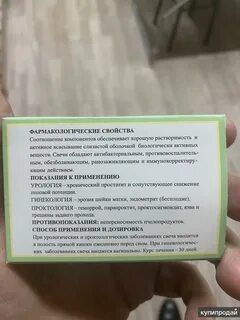 ФАРМАКОЛОГИЧЕСКИЕ СВОЙСТВА
Соотношение компонентов обеспечивает хорошую растворимость и
активное всасывание слизистой оболочкой биологически активных
веществ. Свечи обладают антибактериальным, противовоспалитель-
ным, обезболивающим, ранозаживляющим и иммунокорректиру-
ющим действием.
ПОКАЗАНИЯ К ПРИМЕНЕНИЮ
УРОЛОГИЯ – хронический простатит и сопутствующее снижение
половой потенции.
ГИНЕКОЛОГИЯ - эрозия шейки матки, эндометрит (бесплодие).
ПРОКТОЛОГИЯ – геморрой, парапроктит, проктосигмоидит, язва и
трещины заднего прохода.
ПРОТИВОПОКАЗАНИЯ: непереносимость пчелопродуктов.
СПОСОБ ПРИМЕНЕНИЯ И ДОЗИРОВКА
При урологических и проктологических заболеваниях свеча вводится
в полость прямой кишки ежедневно перед сном. При гинекологичес-
ких заболеваниях свеча вводится вагинально. Курс лечения - 30 дней.
купипродай